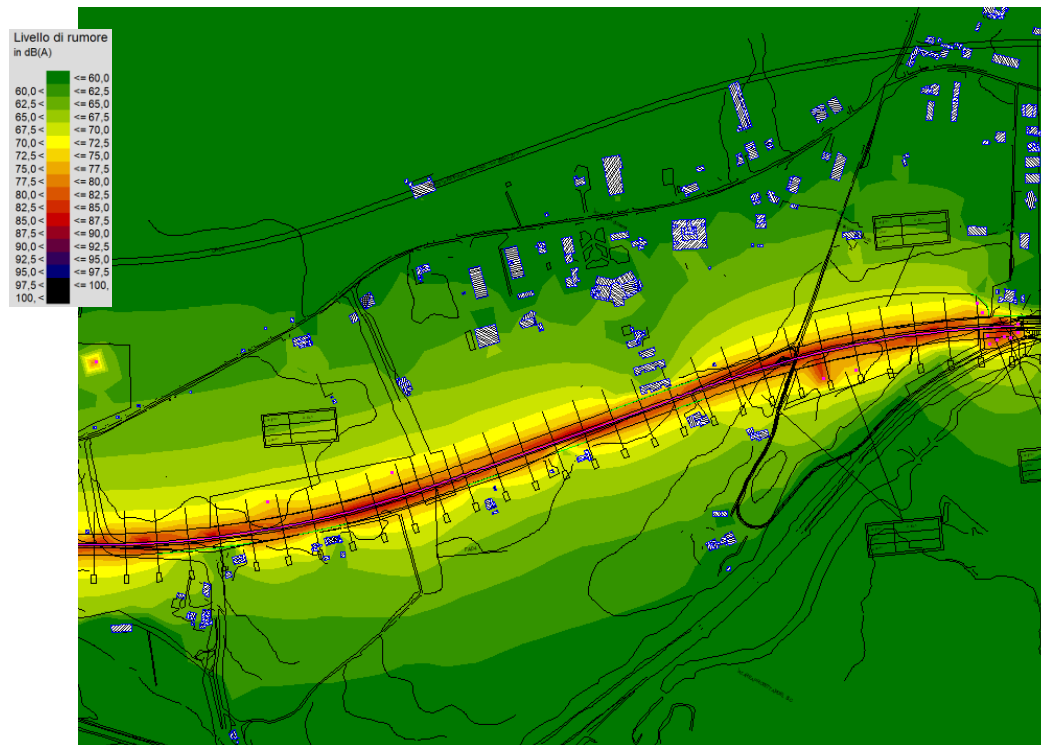 Livello di rumore
in dB(A)
<= 60,0
60,0 < <= 62,5
62,5 < <= 65,0
65,0 < <= 67,5
67,5 < <= 70,0
70,0 < <= 72,5
72,5 < <= 75,0
75,0 < <= 77,5
77,5 < <= 80,0
80,0 < <= 82,5
82,5 < <= 85,0
85,0 < <= 87,5
87,5 < <= 90,0
90,0 < <= 92,5
92,5 < <= 95,0
95,0 < <= 97,5
97,5 < <= 100,
100, <